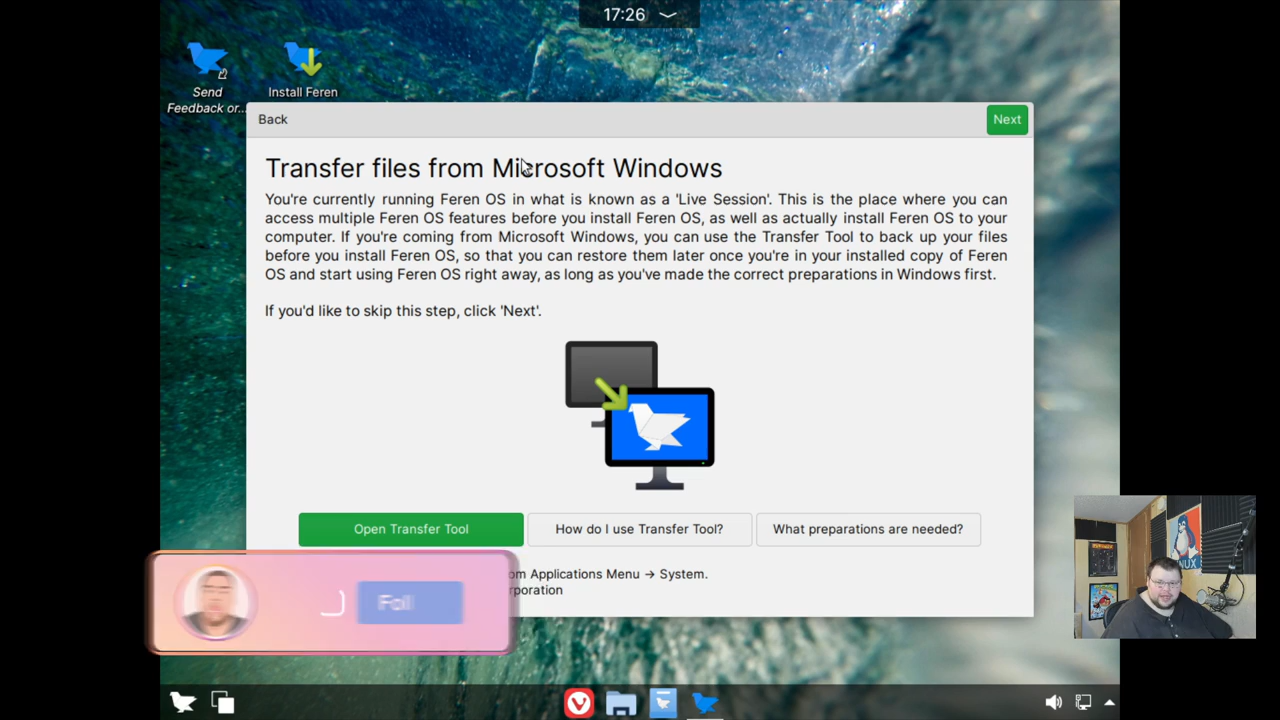 17:26
Send
Feedback or...
Install Feren
Back
Next
Transfer files from Microsoft Windows
You're currently running Feren OS in what is known as a 'Live Session'. This is the place where you can
access multiple Feren OS features before you install Feren OS, as well as actually install Feren OS to your
computer. If you're coming from Microsoft Windows, you can use the Transfer Tool to back up your files
before you install Feren OS, so that you can restore them later once you're in your installed copy of Feren
OS and start using Feren OS right away, as long as you've made the correct preparations in Windows first.
If you'd like to skip this step, click 'Next'.
Open Transfer Tool
How do I use Transfer Tool?
What preparations are needed?
Applications Menu → System.